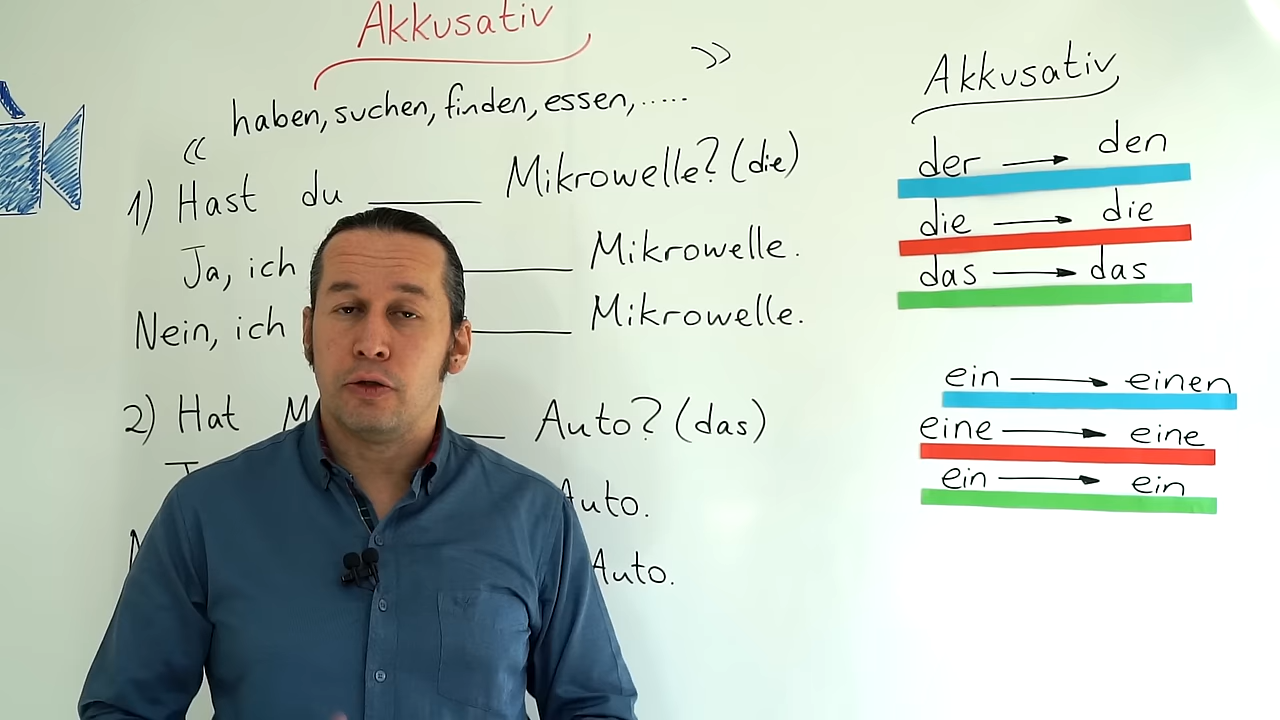 Akkusativ
haben, suchen, finden, essen, .....
1) Hast du ______ Mikrowelle? (die)
Ja, ich ______ Mikrowelle.
Nein, ich ______ Mikrowelle.
2) Hat ______ Auto? (das)
Auto.
Auto.
Akkusativ
der → den
die → die
das → das
ein → einen
eine → eine
ein → ein